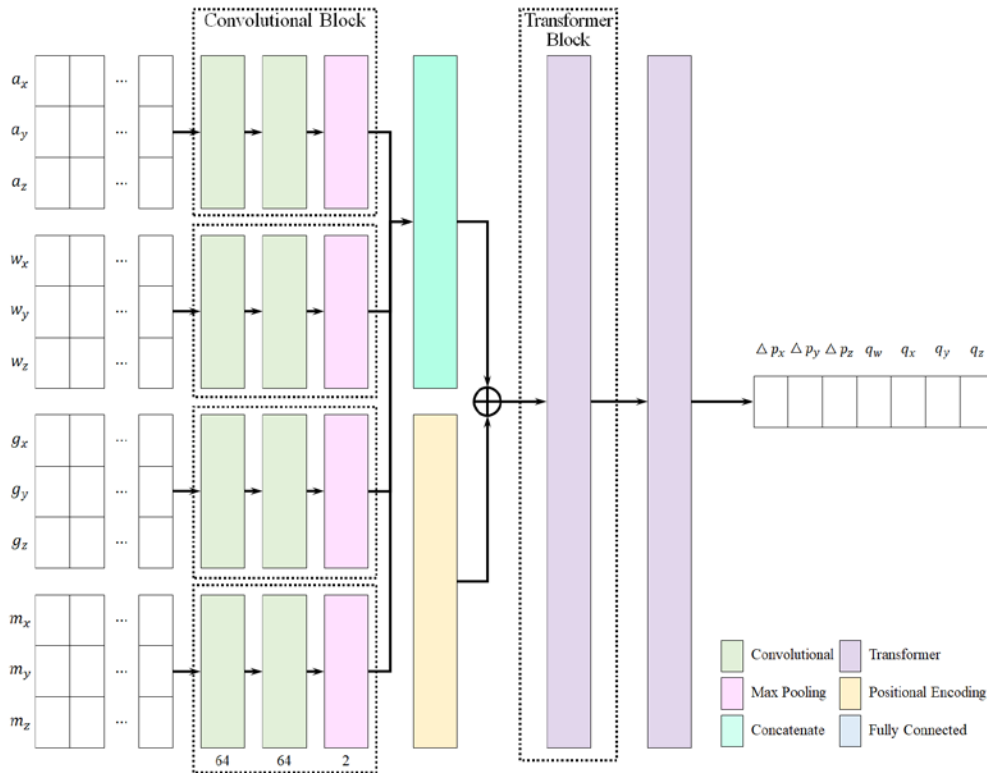 Convolutional Block
Transformer
Block
a_x
...
a_y
...
a_z
...
w_x
...
w_y
...
w_z
...
△p_x △p_y △p_z q_w q_x q_y q_z
g_x
...
g_y
...
g_z
...
m_x
...
m_y
...
m_z
...
64 64 2
Convolutional
Transformer
Max Pooling
Positional Encoding
Concatenate
Fully Connected